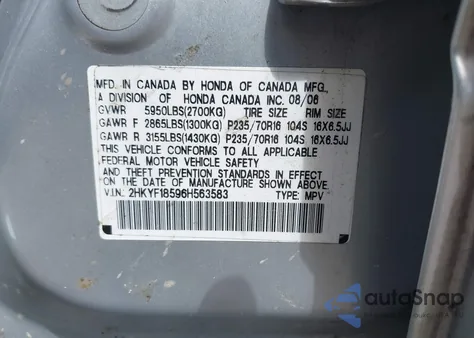 MFD. IN CANADA BY HONDA OF CANADA MFG.,
A DIVISION OF HONDA CANADA INC. 08/06
GVWR 5950LBS(2700KG) TIRE SIZE RIM SIZE
GAWR F 2865LBS(1300KG) P235/70R16 104S 16X6.5JJ
GAWR R 3155LBS(1430KG) P235/70R16 104S 16X6.5JJ
THIS VEHICLE CONFORMS TO ALL APPLICABLE
FEDERAL MOTOR VEHICLE SAFETY
AND THEFT PREVENTION STANDARDS IN EFFECT
ON THE DATE OF MANUFACTURE SHOWN ABOVE.
V.I.N.: 2HKYF18596H563583 TYPE: MPV
autoSnap